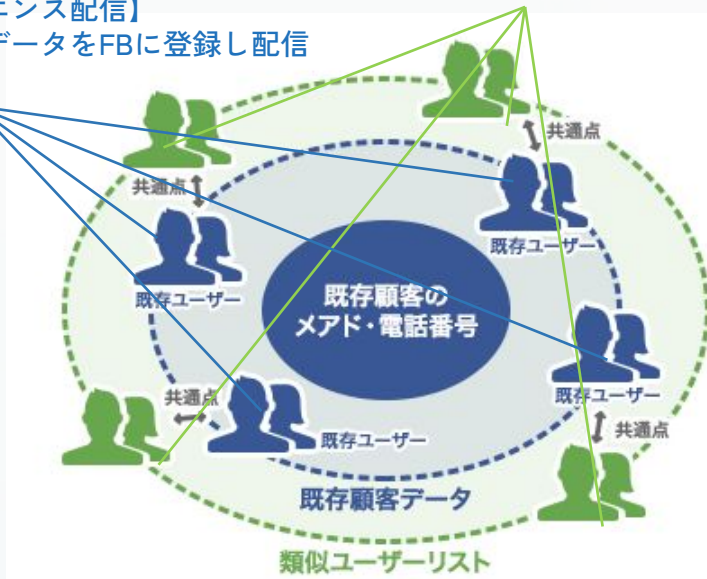 ェンス配信】
データをFBに登録し配信
共通点
共通点
既存ユーザー
既存ユーザー
既存顧客の
メアド・電話番号
共通点
既存ユーザー
既存ユーザー
共通点
既存顧客データ
類似ユーザーリスト